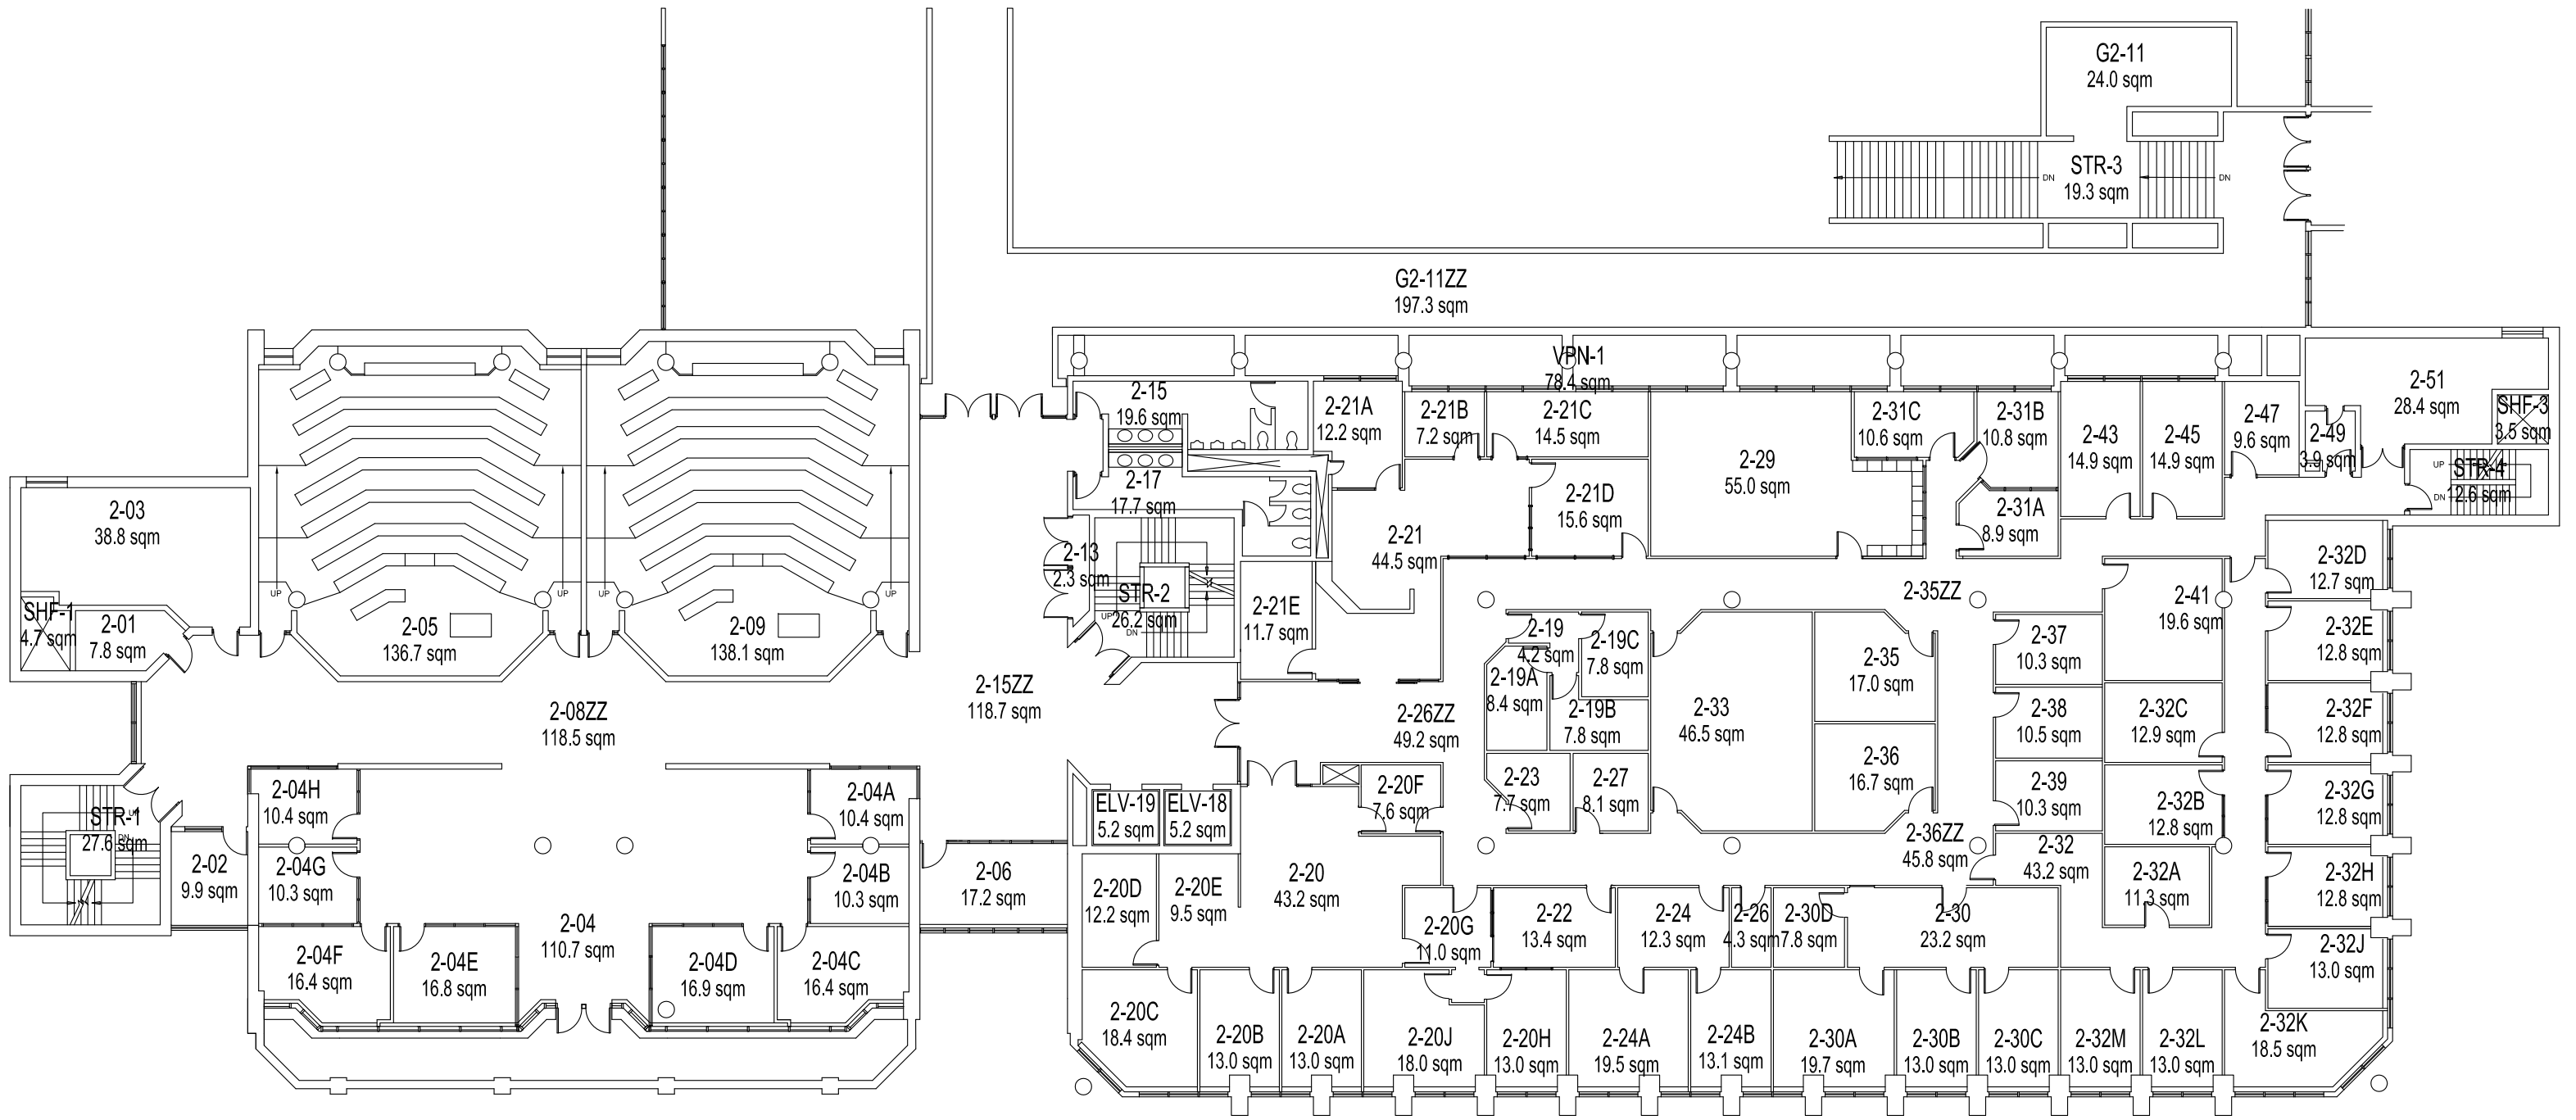 G2-11
24.0 sqm
STR-3
19.3 sqm
DN
DN
G2-11ZZ
197.3 sqm
VPN-1
78.4 sqm
2-15
19.6 sqm
2-17
17.7 sqm
2-21A
12.2 sqm
2-21B
7.2 sqm
2-21C
14.5 sqm
2-21D
15.6 sqm
2-29
55.0 sqm
2-31C
10.6 sqm
2-31B
10.8 sqm
2-31A
8.9 sqm
2-43
14.9 sqm
2-45
14.9 sqm
2-47
9.6 sqm
2-49
3.9 sqm
2-51
28.4 sqm
SHF-3
3.5 sqm
STR-4
12.6 sqm
UP
DN
2-03
38.8 sqm
SHF-1
4.7 sqm
2-01
7.8 sqm
2-05
136.7 sqm
UP
UP
2-09
138.1 sqm
UP
UP
2-13
2.3 sqm
STR-2
26.2 sqm
UP
DN
2-21
44.5 sqm
2-21E
11.7 sqm
2-35ZZ
2-19
4.2 sqm
2-19C
7.8 sqm
2-19A
8.4 sqm
2-19B
7.8 sqm
2-33
46.5 sqm
2-35
17.0 sqm
2-36
16.7 sqm
2-37
10.3 sqm
2-38
10.5 sqm
2-39
10.3 sqm
2-41
19.6 sqm
2-32C
12.9 sqm
2-32B
12.8 sqm
2-32D
12.7 sqm
2-32E
12.8 sqm
2-32F
12.8 sqm
2-32G
12.8 sqm
2-32H
12.8 sqm
2-32J
13.0 sqm
2-08ZZ
118.5 sqm
2-15ZZ
118.7 sqm
2-26ZZ
49.2 sqm
2-23
7.7 sqm
2-27
8.1 sqm
2-36ZZ
45.8 sqm
2-32
43.2 sqm
2-32A
11.3 sqm
STR-1
27.6 sqm
UP
DN
2-02
9.9 sqm
2-04H
10.4 sqm
2-04G
10.3 sqm
2-04F
16.4 sqm
2-04E
16.8 sqm
2-04
110.7 sqm
2-04D
16.9 sqm
2-04C
16.4 sqm
2-04A
10.4 sqm
2-04B
10.3 sqm
2-06
17.2 sqm
ELV-19
5.2 sqm
ELV-18
5.2 sqm
2-20F
7.6 sqm
2-20D
12.2 sqm
2-20E
9.5 sqm
2-20
43.2 sqm
2-20G
11.0 sqm
2-22
13.4 sqm
2-24
12.3 sqm
2-26
4.3 sqm
2-30D
7.8 sqm
2-30
23.2 sqm
2-20C
18.4 sqm
2-20B
13.0 sqm
2-20A
13.0 sqm
2-20J
18.0 sqm
2-20H
13.0 sqm
2-24A
19.5 sqm
2-24B
13.1 sqm
2-30A
19.7 sqm
2-30B
13.0 sqm
2-30C
13.0 sqm
2-32M
13.0 sqm
2-32L
13.0 sqm
2-32K
18.5 sqm